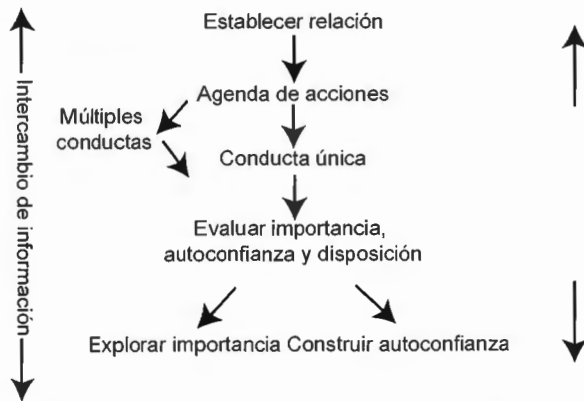 Establecer relación
Agenda de acciones
Múltiples
conductas
Conducta única
Evaluar importancia,
autoconfianza y disposición
Explorar importancia Construir autoconfianza
Intercambio de información